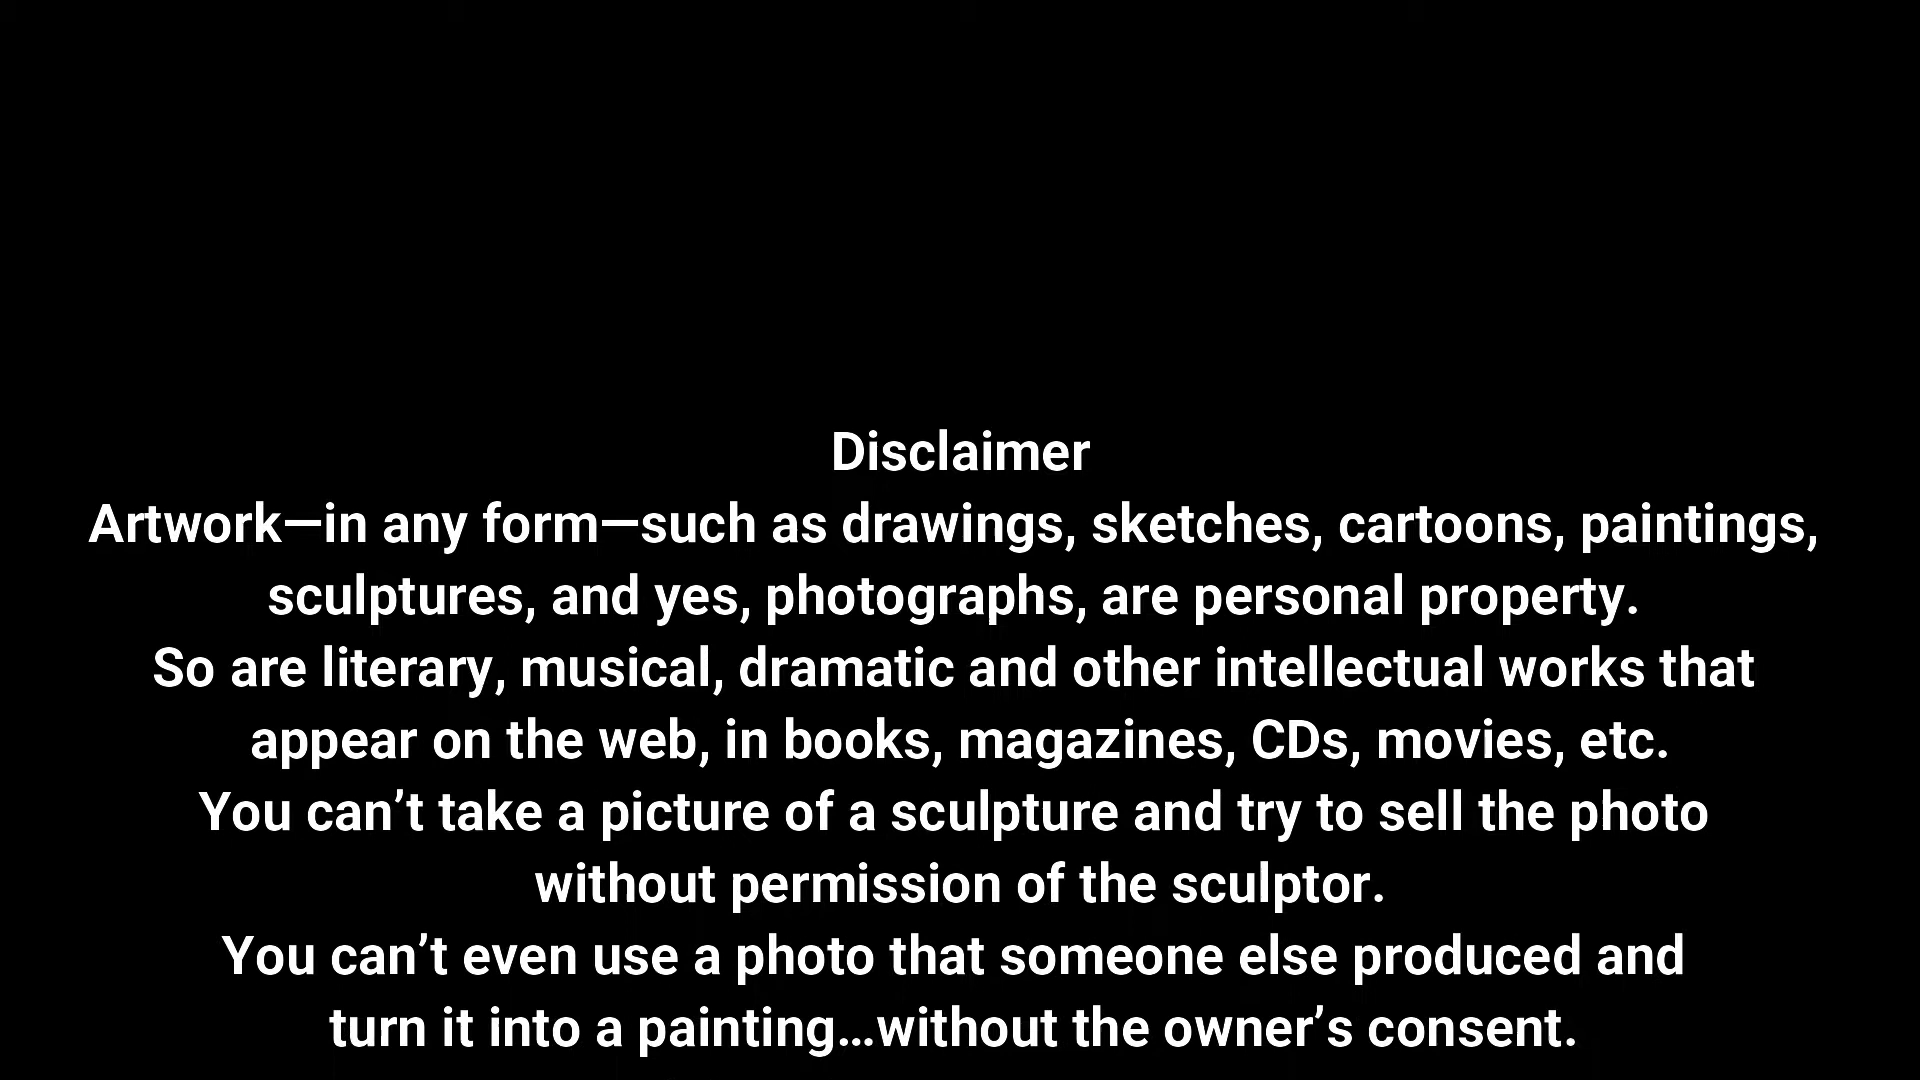 Disclaimer
Artwork—in any form—such as drawings, sketches, cartoons, paintings,
sculptures, and yes, photographs, are personal property.
So are literary, musical, dramatic and other intellectual works that
appear on the web, in books, magazines, CDs, movies, etc.
You can’t take a picture of a sculpture and try to sell the photo
without permission of the sculptor.
You can’t even use a photo that someone else produced and
turn it into a painting…without the owner’s consent.